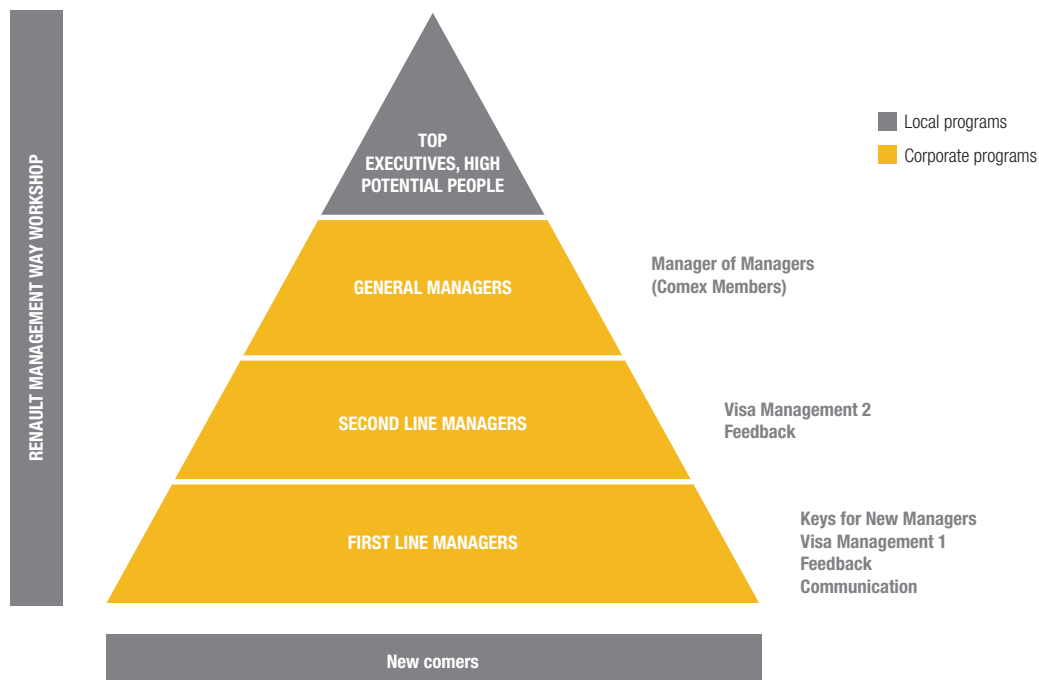 RENAULT MANAGEMENT WAY WORKSHOP
TOP
EXECUTIVES, HIGH
POTENTIAL PEOPLE
Local programs
Corporate programs
GENERAL MANAGERS
Manager of Managers
(Comex Members)
SECOND LINE MANAGERS
Visa Management 2
Feedback
FIRST LINE MANAGERS
Keys for New Managers
Visa Management 1
Feedback
Communication
New comers